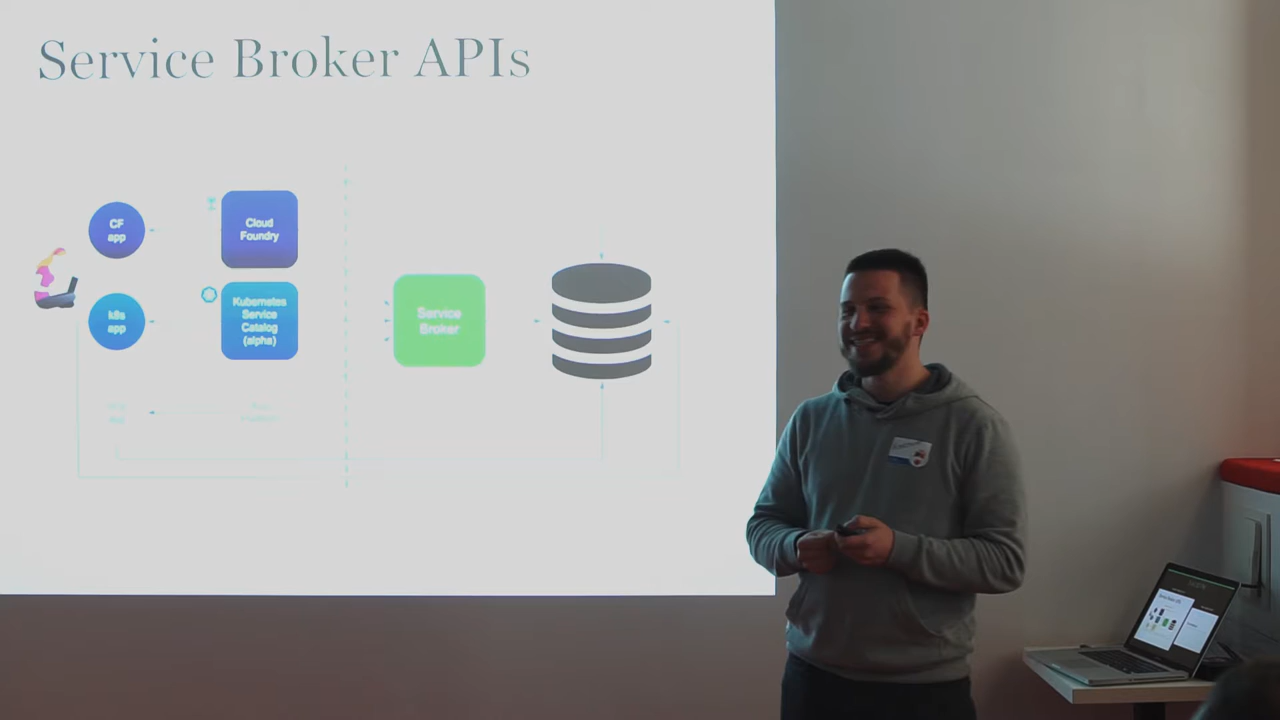 Service Broker APIs
CF
app
Cloud
Foundry
k8s
app
Kubernetes
Service
Catalog
(alpha)
Service
Broker